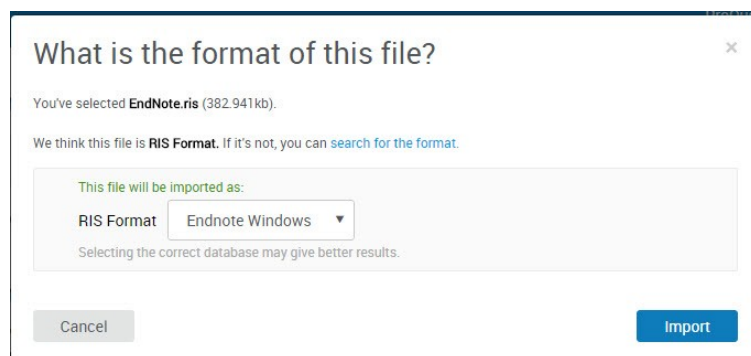 What is the format of this file?
×
You've selected EndNote.ris (382.941kb).
We think this file is RIS Format. If it's not, you can search for the format.
This file will be imported as:
RIS Format Endnote Windows ▼
Selecting the correct database may give better results.
Cancel Import